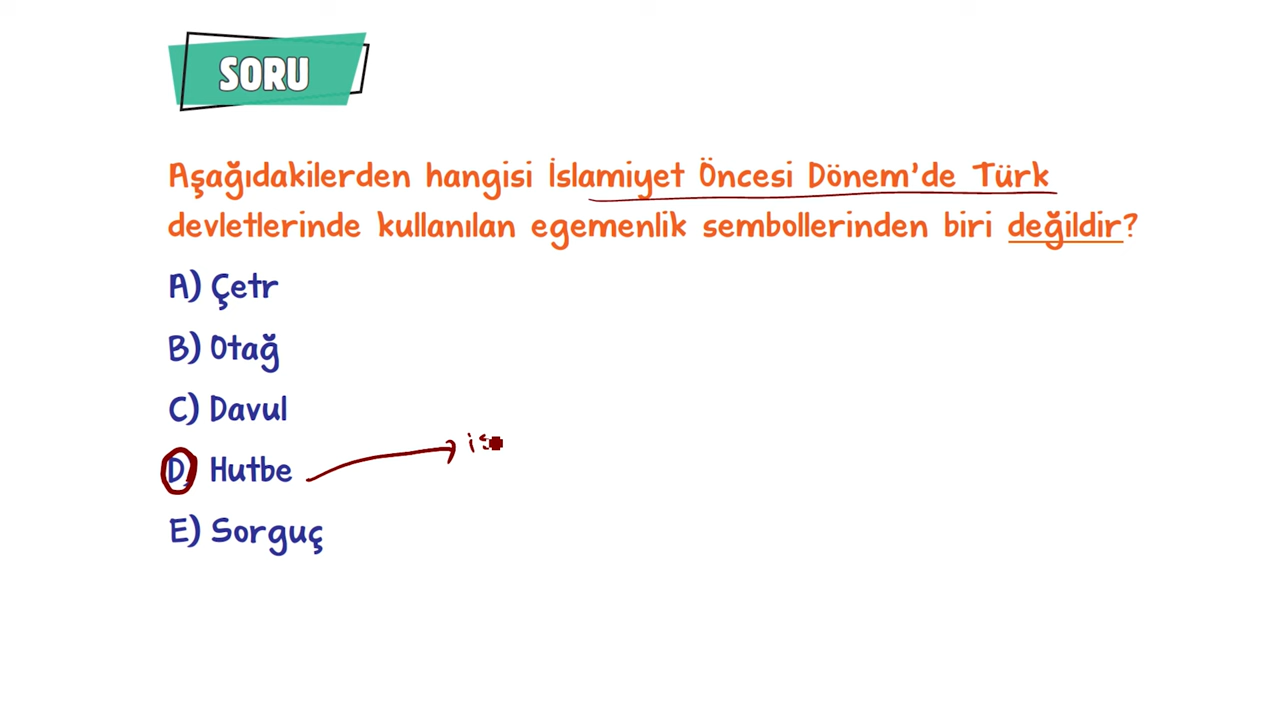 SORU
Aşağıdakilerden hangisi İslamiyet Öncesi Dönem'de Türk
devletlerinde kullanılan egemenlik sembollerinden biri değildir?
A) Çetr
B) Otağ
C) Davul
D) Hutbe
is
E) Sorguç